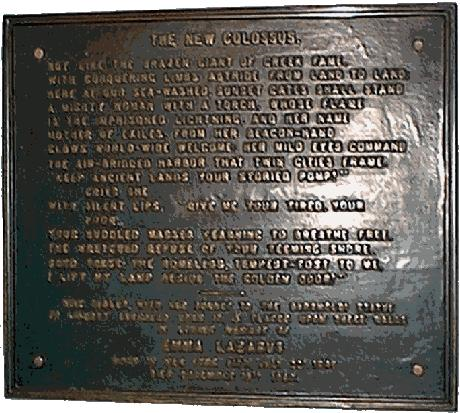 THE NEW COLOSSUS.
NOT LIKE THE BRAZEN GIANT OF GREEK FAME,
WITH CONQUERING LIMBS ASTRIDE FROM LAND TO LAND;
HERE AT OUR SEA-WASHED, SUNSET GATES SHALL STAND
A MIGHTY WOMAN WITH A TORCH, WHOSE FLAME
IS THE IMPRISONED LIGHTNING, AND HER NAME
MOTHER OF EXILES. FROM HER BEACON-HAND
GLOWS WORLD-WIDE WELCOME; HER MILD EYES COMMAND
THE AIR-BRIDGED HARBOR THAT TWIN CITIES FRAME.
"KEEP ANCIENT LANDS YOUR STORIED POMP!"
CRIES SHE
WITH SILENT LIPS. "GIVE ME YOUR TIRED, YOUR
POOR,
YOUR HUDDLED MASSES YEARNING TO BREATHE FREE,
THE WRETCHED REFUSE OF YOUR TEEMING SHORE,
SEND THESE, THE HOMELESS, TEMPEST-TOST TO ME,
I LIFT MY LAMP BESIDE THE GOLDEN DOOR!"
THIS TABLET, WITH HER SONNET TO THE BARTHOLDI STATUE
OF LIBERTY ENGRAVED UPON IT, IS PLACED UPON THESE WALLS
IN LOVING MEMORY OF
EMMA LAZARUS
BORN IN NEW YORK CITY, JULY
DIED NOVEMBER